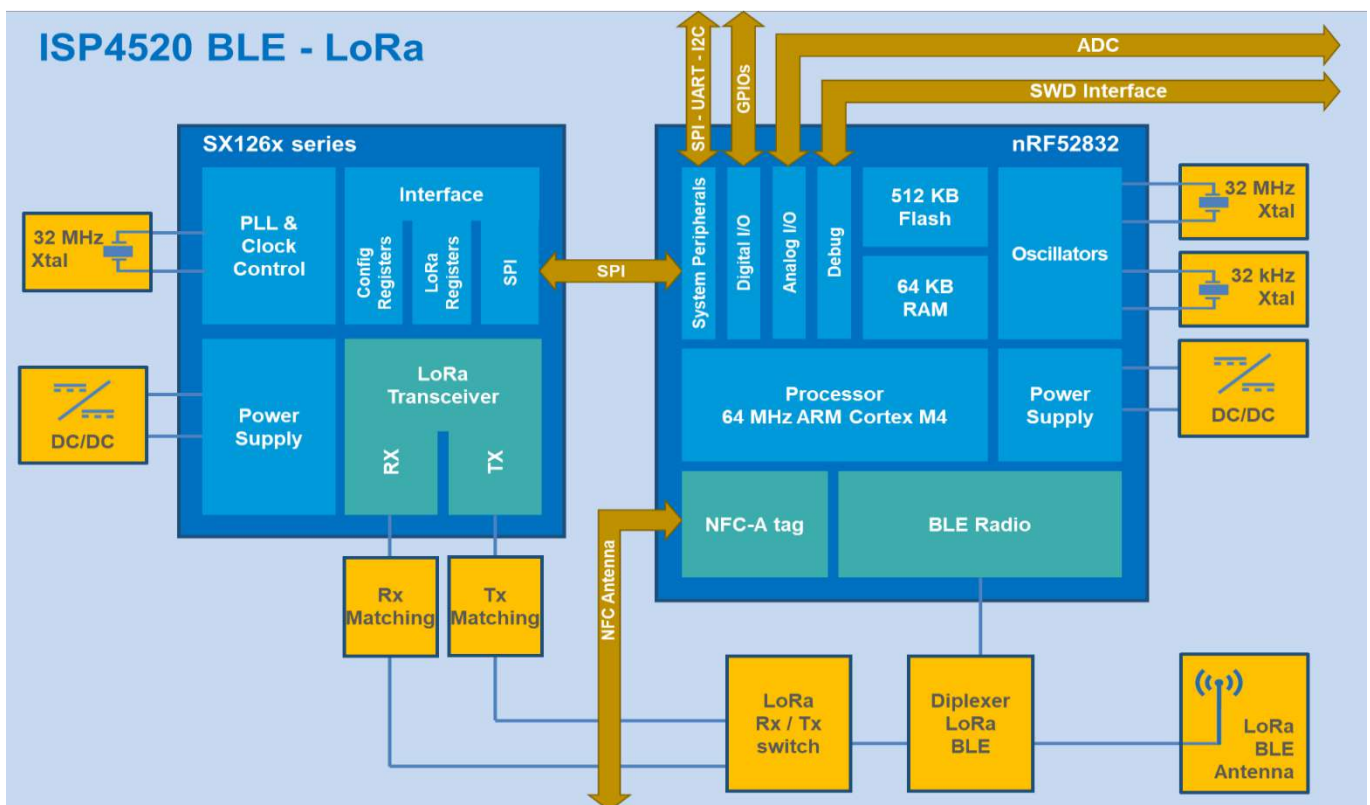 ISP4520 BLE - LoRa
SPI - UART - I2C
GPIOs
ADC
SWD Interface
SX126x series
nRF52832
PLL &
Clock
Control
Interface
Config
Registers
LoRa
Registers
SPI
32 MHz
Xtal
SPI
System Peripherals
Digital I/O
Analog I/O
Debug
512 KB
Flash
64 KB
RAM
Oscillators
32 MHz
Xtal
32 kHz
Xtal
DC/DC
Power
Supply
LoRa
Transceiver
RX
TX
Processor
64 MHz ARM Cortex M4
Power
Supply
DC/DC
NFC-A tag
BLE Radio
Rx
Matching
Tx
Matching
NFC Antenna
LoRa
Rx / Tx
switch
Diplexer
LoRa
BLE
LoRa
BLE
Antenna